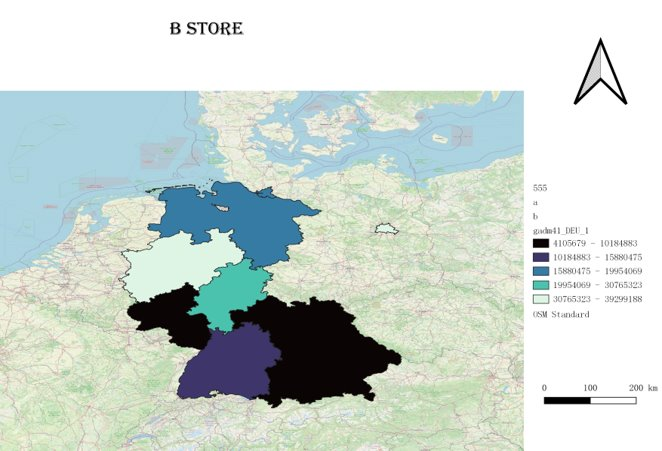 B STORE
555
a
b
gadm41_DEU_1
4105679 - 10184883
10184883 - 15880475
15880475 - 19954069
19954069 - 30765323
30765323 - 39299188
OSM Standard
0 100 200 km